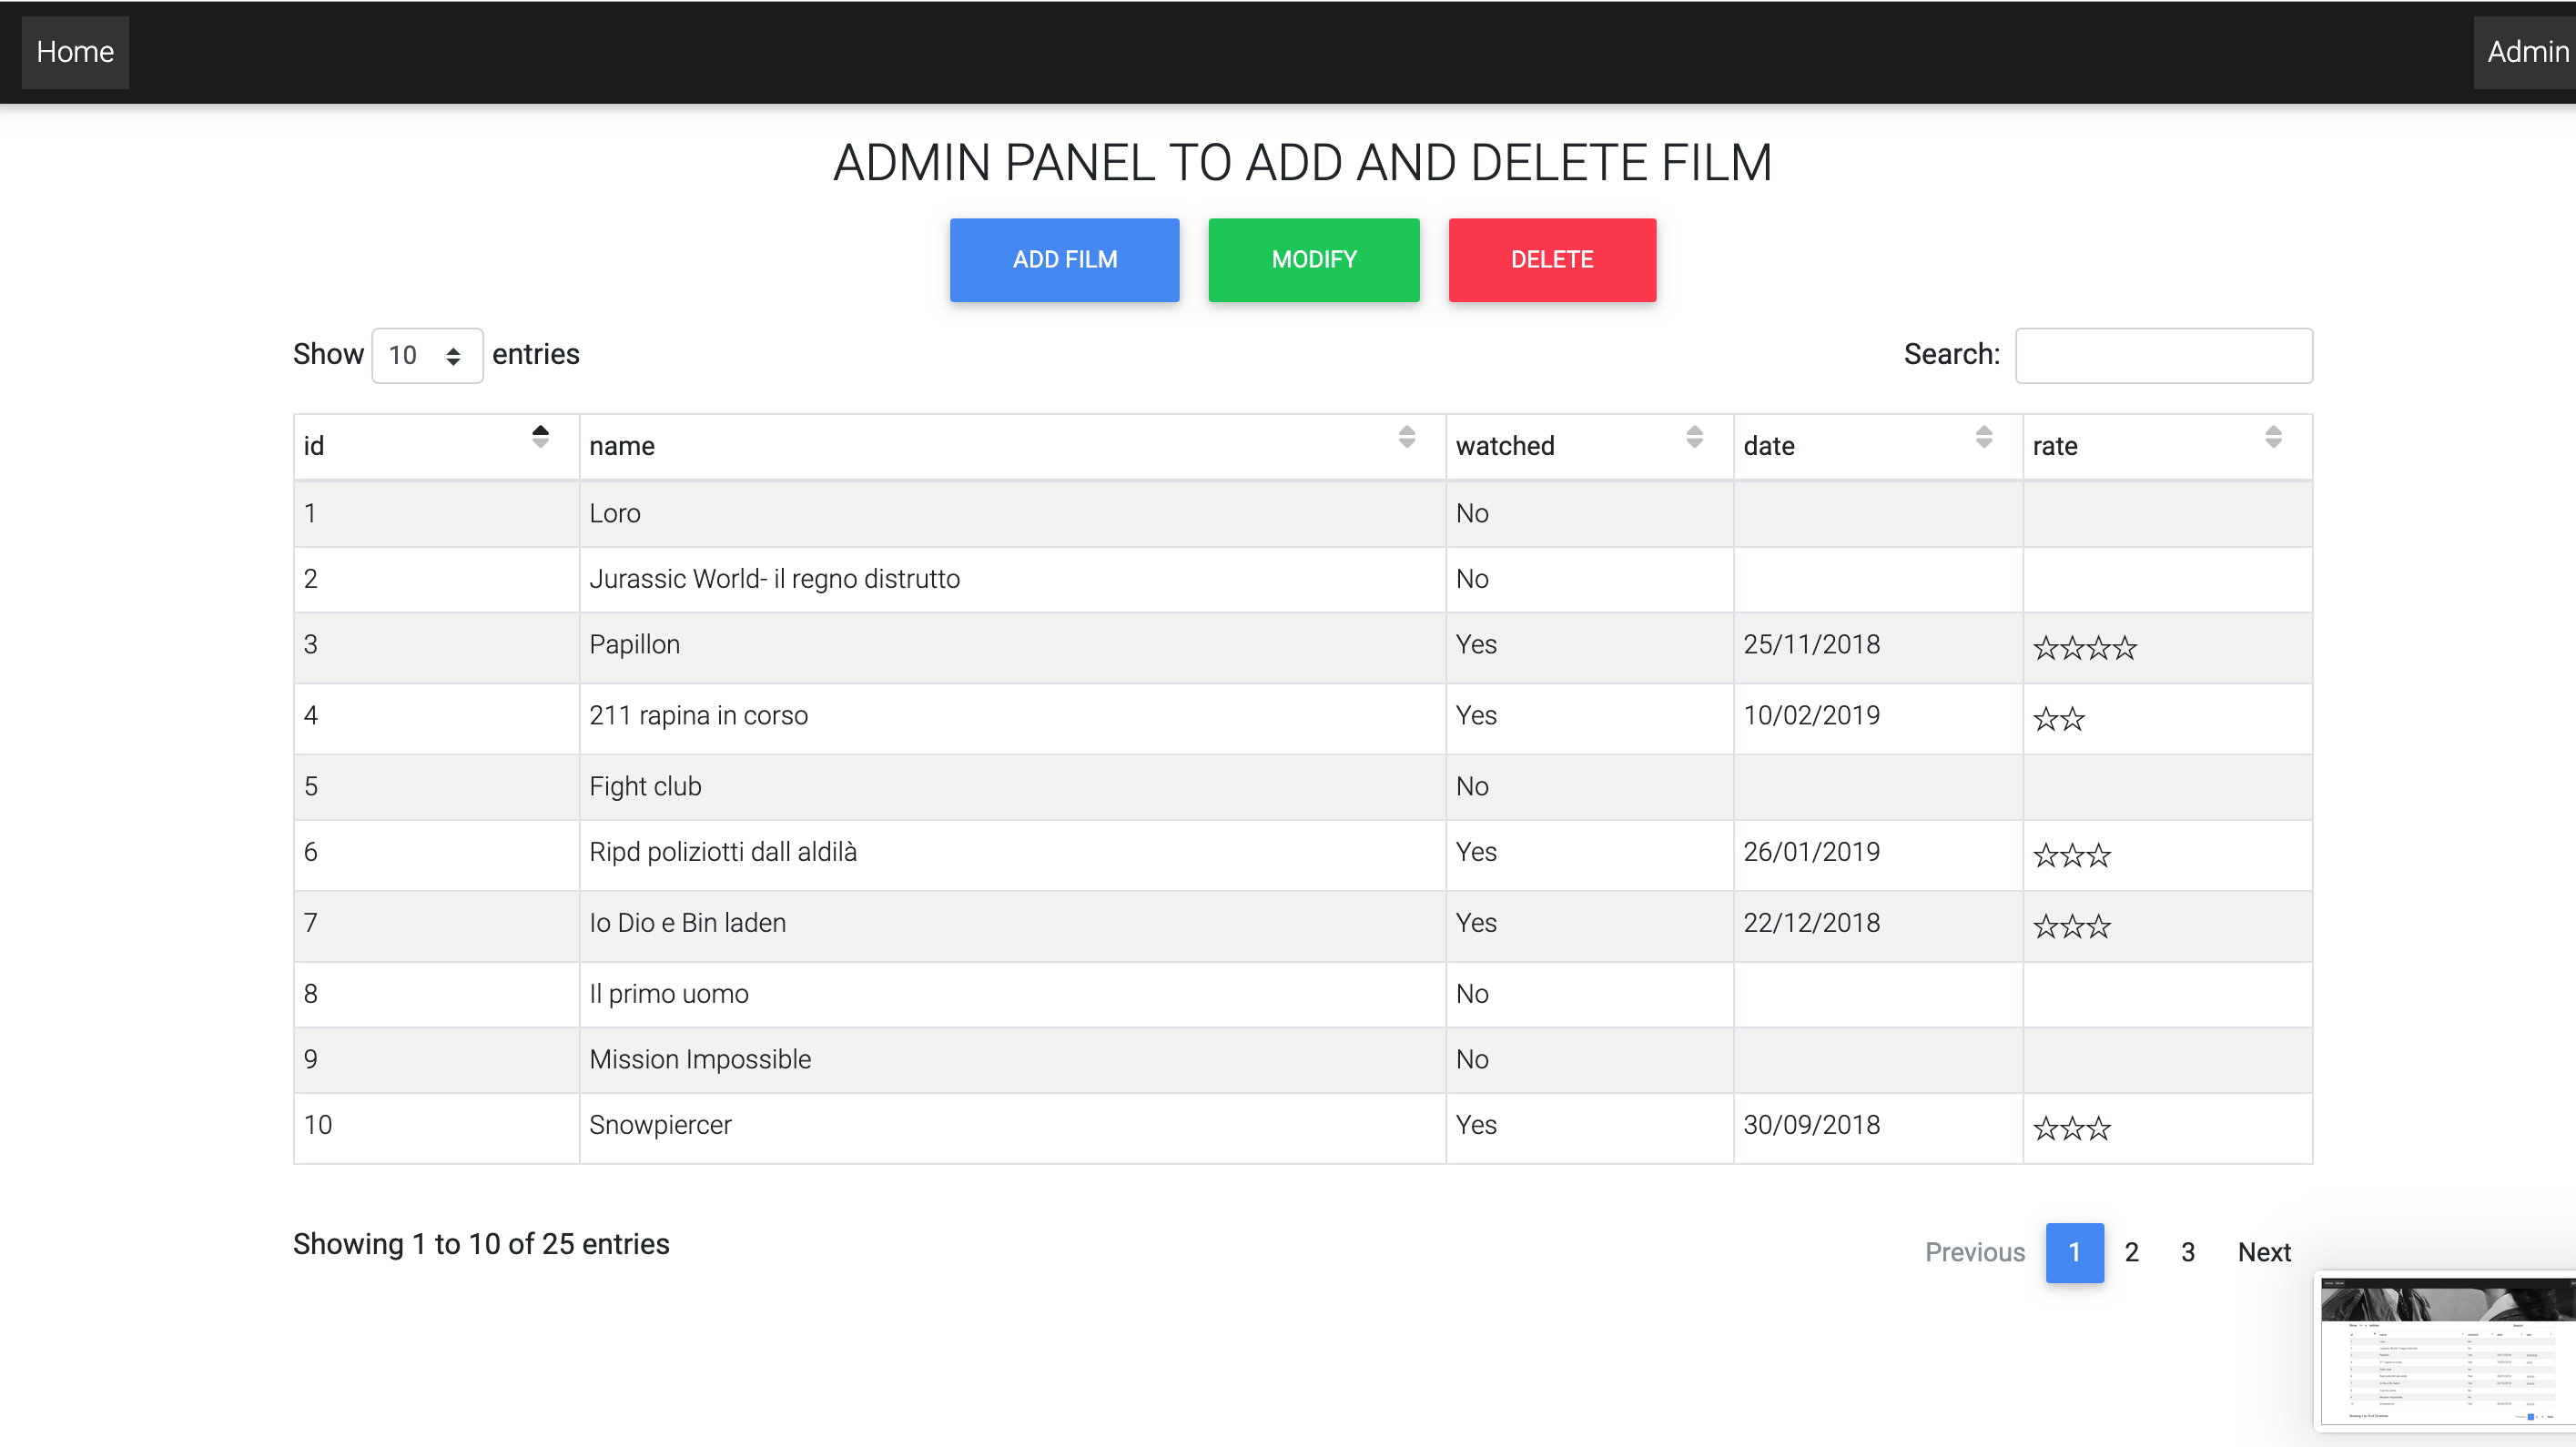 Home Admin
ADMIN PANEL TO ADD AND DELETE FILM
ADD FILM MODIFY DELETE
Show 10 entries Search:
id name watched date rate
1 Loro No
2 Jurassic World- il regno distrutto No
3 Papillon Yes 25/11/2018 ☆☆☆☆
4 211 rapina in corso Yes 10/02/2019 ☆☆
5 Fight club No
6 Ripd poliziotti dall aldilà Yes 26/01/2019 ☆☆☆
7 Io Dio e Bin laden Yes 22/12/2018 ☆☆☆
8 Il primo uomo No
9 Mission Impossible No
10 Snowpiercer Yes 30/09/2018 ☆☆☆
Showing 1 to 10 of 25 entries Previous 1 2 3 Next